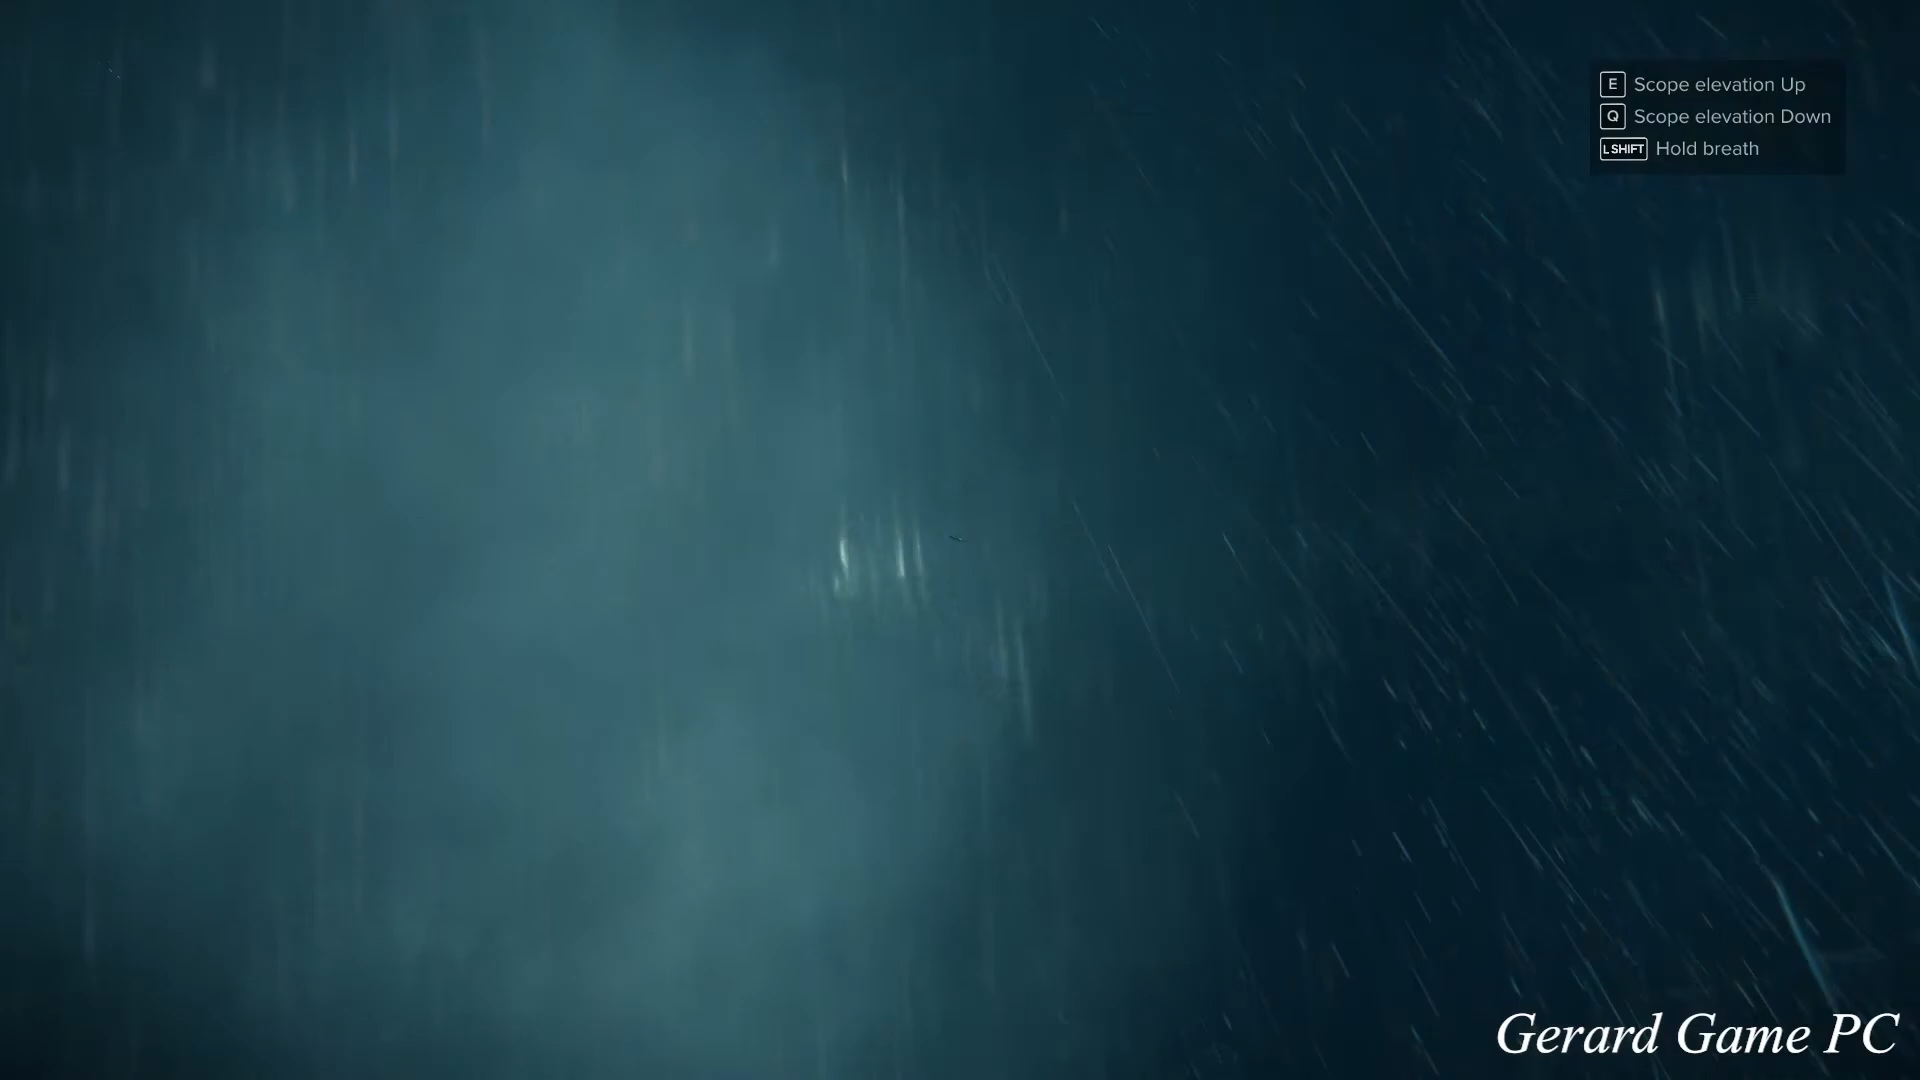 E Scope elevation Up
Q Scope elevation Down
L SHIFT Hold breath
Gerard Game PC